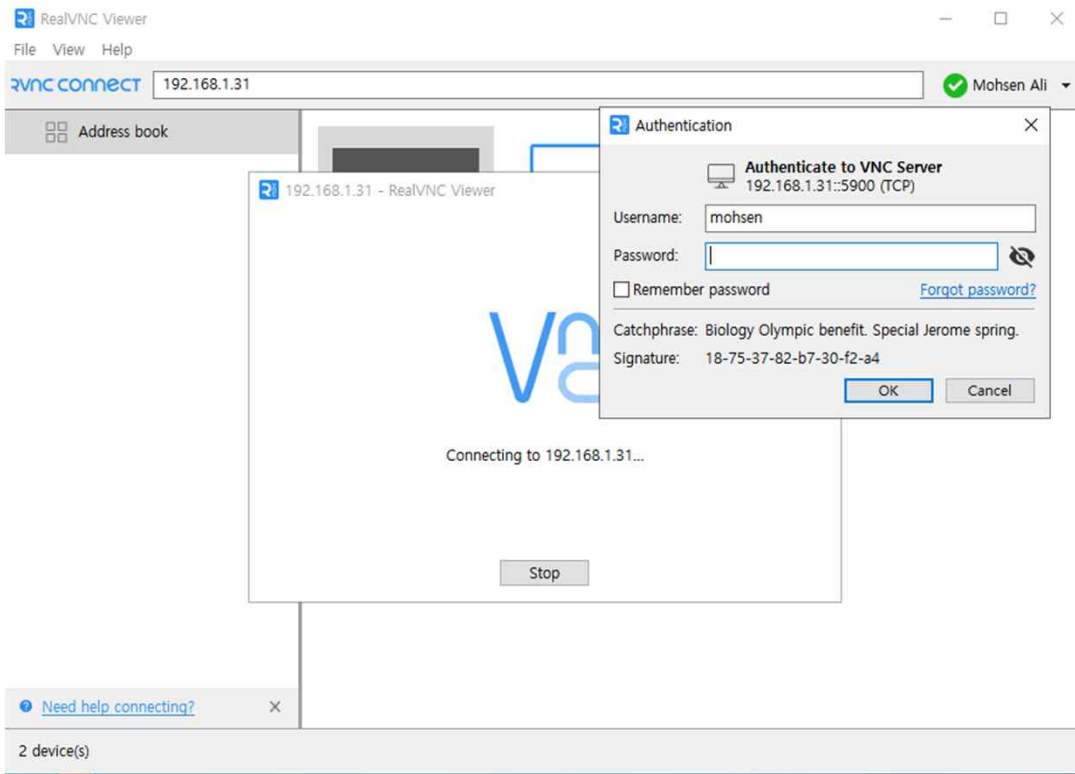 RealVNC Viewer
File View Help
RVNC CONNECT 192.168.1.31 Mohsen Ali
Address book
192.168.1.31 - RealVNC Viewer
Connecting to 192.168.1.31...
Stop
Authentication
Authenticate to VNC Server
192.168.1.31::5900 (TCP)
Username: mohsen
Password:
Remember password Forgot password?
Catchphrase: Biology Olympic benefit. Special Jerome spring.
Signature: 18-75-37-82-b7-30-f2-a4
OK Cancel
Need help connecting?
2 device(s)